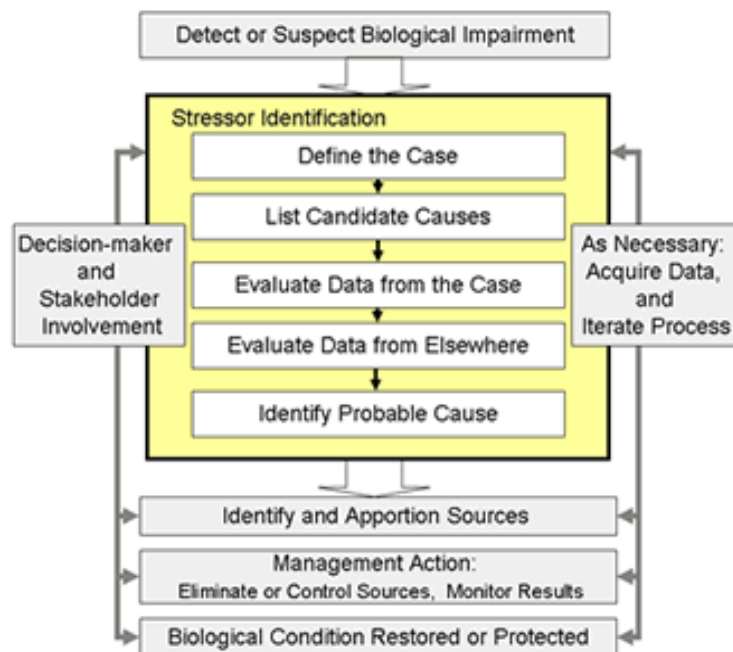 Detect or Suspect Biological Impairment
Stressor Identification
Define the Case
List Candidate Causes
Evaluate Data from the Case
Evaluate Data from Elsewhere
Identify Probable Cause
Decision-maker
and
Stakeholder
Involvement
As Necessary:
Acquire Data,
and
Iterate Process
Identify and Apportion Sources
Management Action:
Eliminate or Control Sources, Monitor Results
Biological Condition Restored or Protected